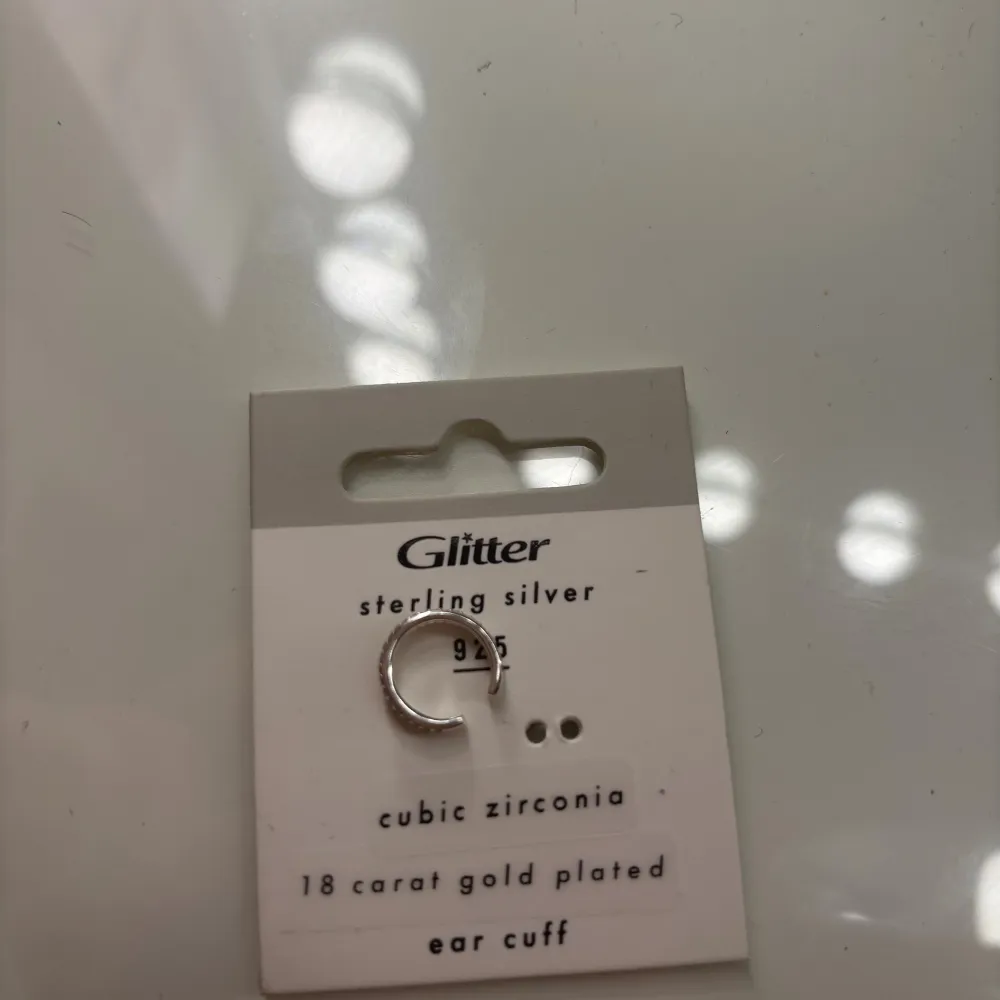 Glitter
sterling silver
925
cubic zirconia
18 carat gold plated
ear cuff